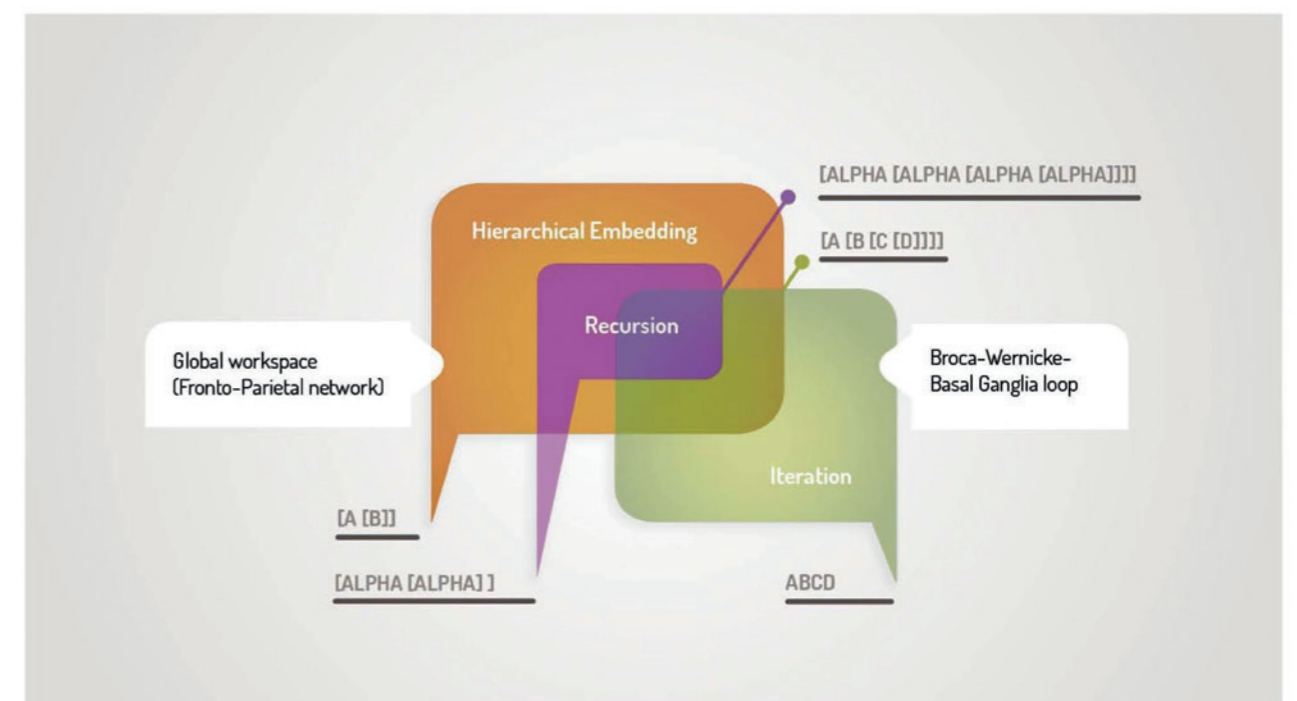 [ALPHA [ALPHA [ALPHA [ALPHA]]]]
Hierarchical Embedding
[A [B [C [D]]]]
Recursion
Global workspace
(Fronto-Parietal network)
Broca-Wernicke-
Basal Ganglia loop
Iteration
[A [B]]
[ALPHA [ALPHA] ]
ABCD